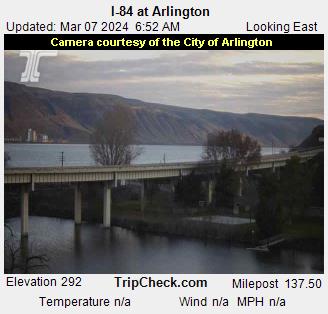 I-84 at Arlington
Updated: Mar 07 2024 6:52 AM Looking East
Camera courtesy of the City of Arlington
Elevation 292 TripCheck.com Milepost 137.50
Temperature n/a Wind n/a MPH n/a